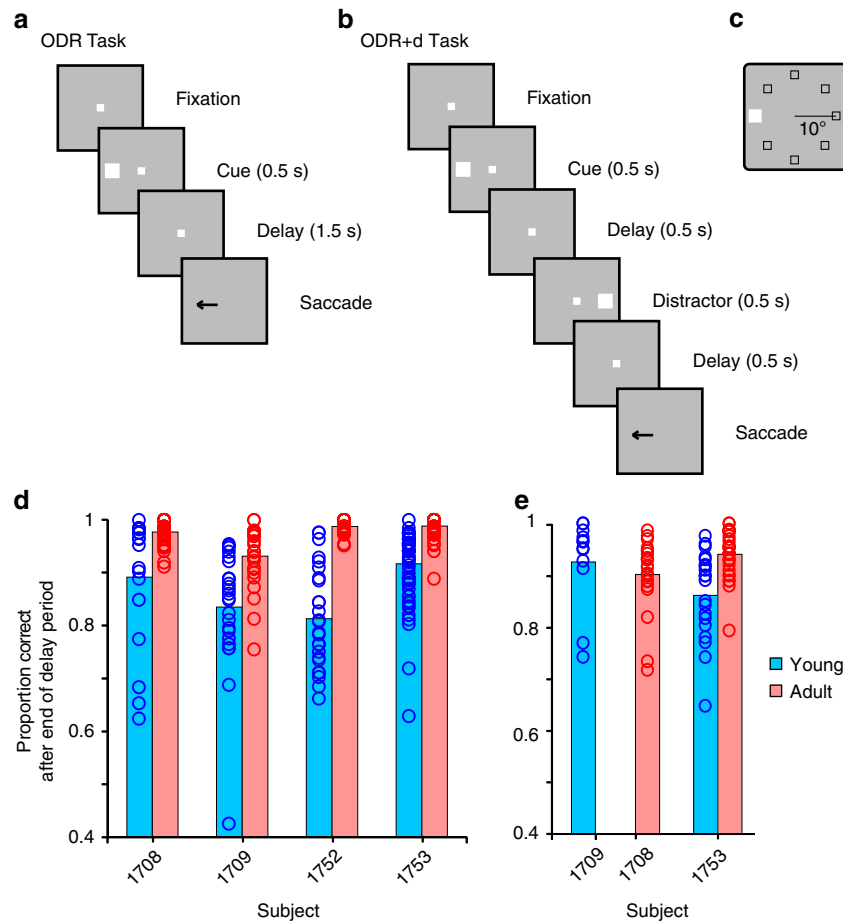 a
ODR Task
Fixation
Cue (0.5 s)
Delay (1.5 s)
Saccade
b
ODR+d Task
Fixation
Cue (0.5 s)
Delay (0.5 s)
Distractor (0.5 s)
Delay (0.5 s)
Saccade
c
10°
d
Proportion correct
after end of delay period
1
0.8
0.6
0.4
1708
1709
1752
1753
Subject
e
1
0.8
0.6
0.4
1709
1708
1753
Subject
Young
Adult